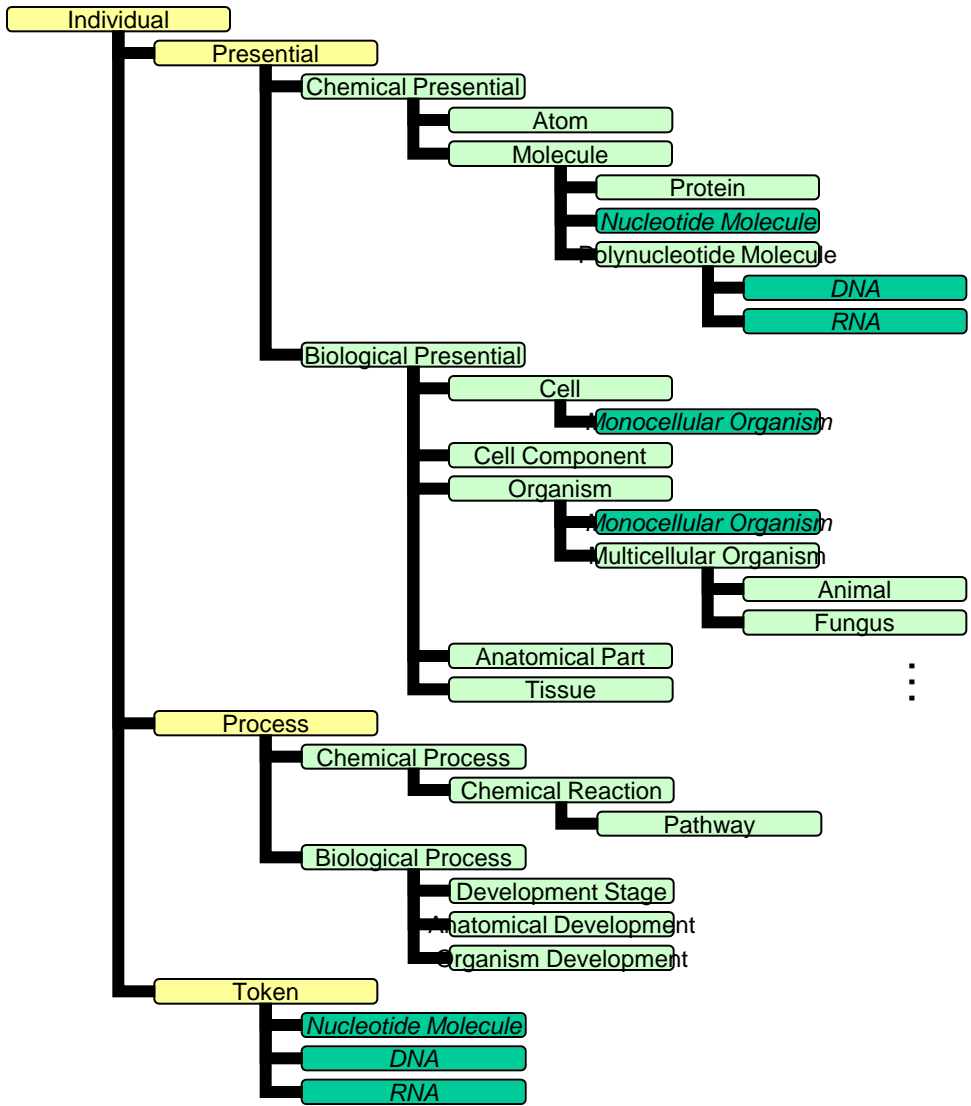 Individual
Presential
Chemical Presential
Atom
Molecule
Protein
Nucleotide Molecule
Polynucleotide Molecule
DNA
RNA
Biological Presential
Cell
Monocellular Organism
Cell Component
Organism
Monocellular Organism
Multicellular Organism
Animal
Fungus
Anatomical Part
Tissue
Process
Chemical Process
Chemical Reaction
Pathway
Biological Process
Development Stage
Anatomical Development
Organism Development
Token
Nucleotide Molecule
DNA
RNA